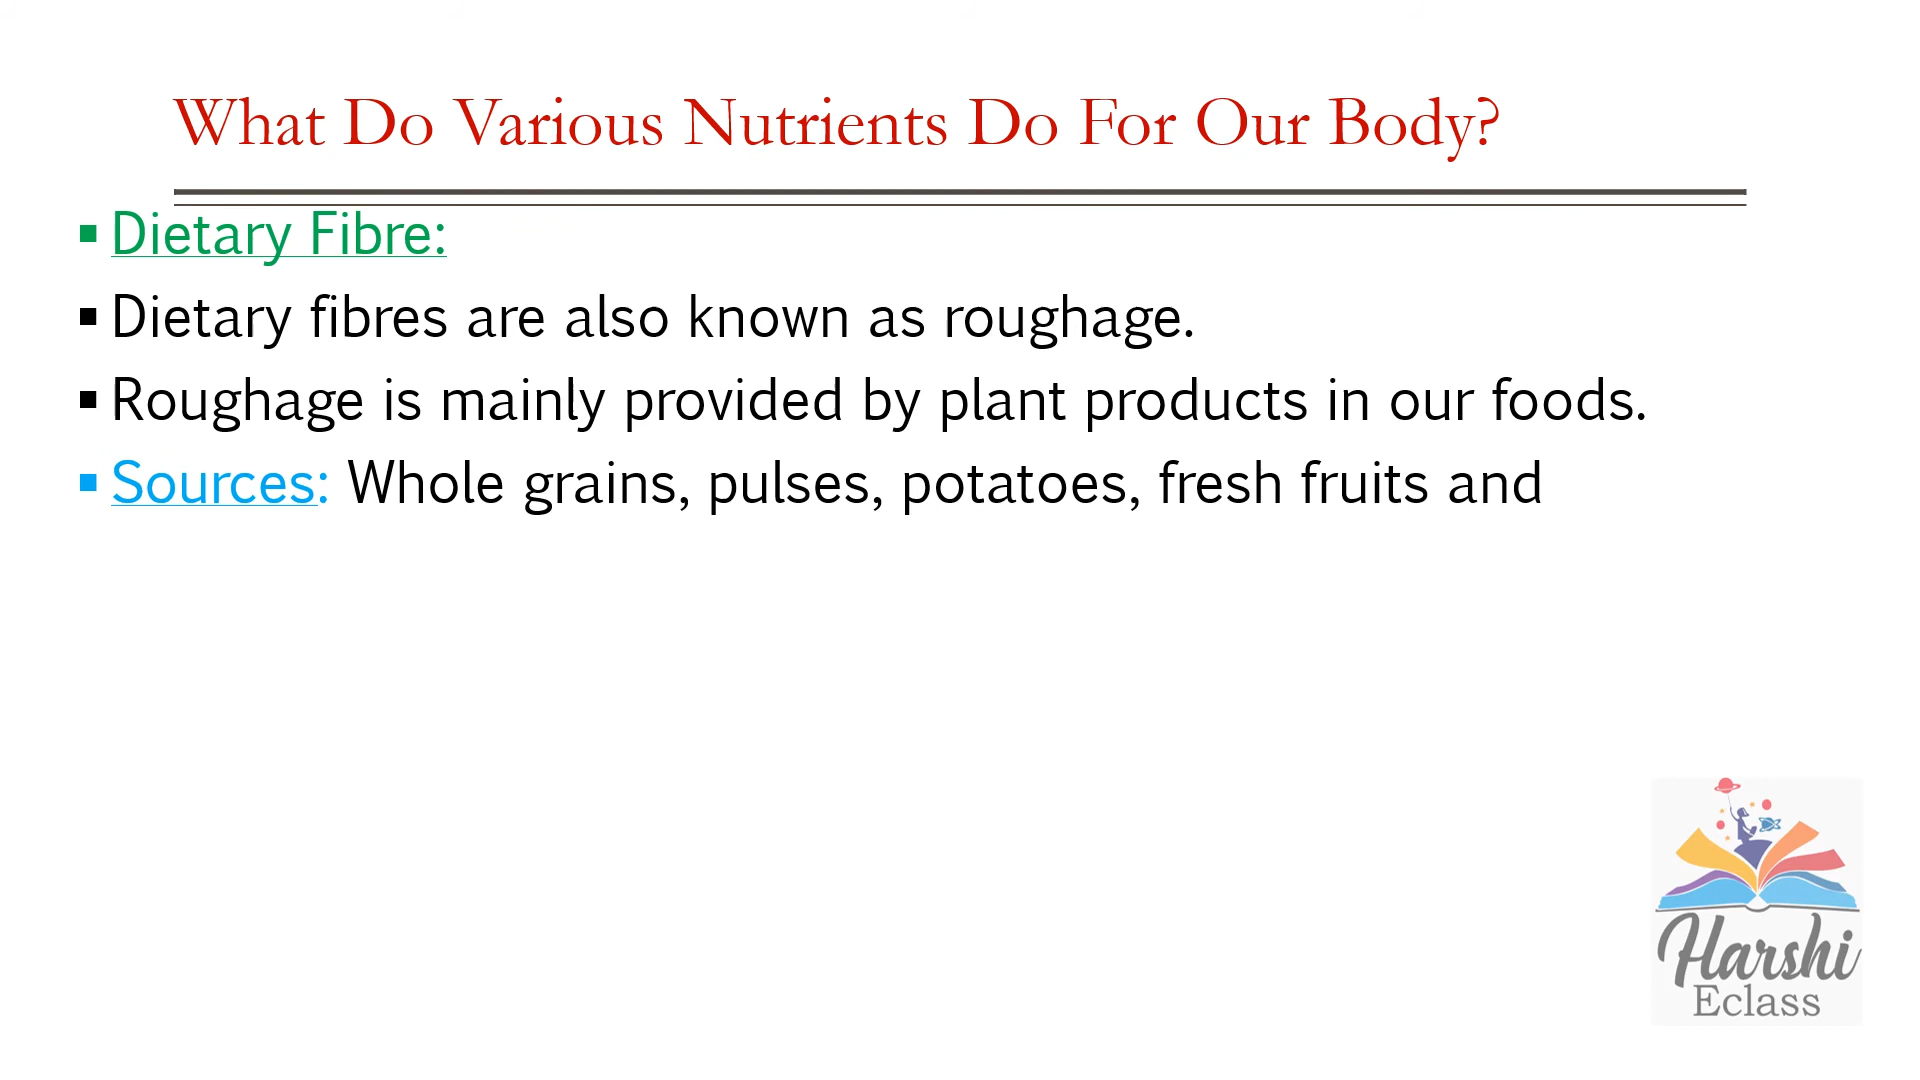 What Do Various Nutrients Do For Our Body?
▪ Dietary Fibre:
▪ Dietary fibres are also known as roughage.
▪ Roughage is mainly provided by plant products in our foods.
▪ Sources: Whole grains, pulses, potatoes, fresh fruits and
Harshi
Eclass